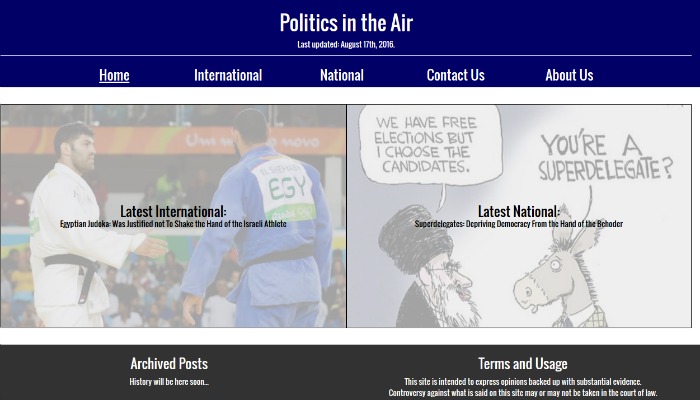 Politics in the Air
Last updated: August 17th, 2016.
Home International National Contact Us About Us
WE HAVE FREE
ELECTIONS BUT
I CHOOSE THE
CANDIDATES.
YOU'RE A
SUPERDELEGATE?
EGY
Latest International:
Egyptian Judoka: Was Justified not To Shake the Hand of the Israeli Athlete
Latest National:
Superdelegates: Depriving Democracy From the Hand of the Behoder
Archived Posts
History will be here soon...
Terms and Usage
This site is intended to express opinions backed up with substantial evidence.
Controversy against what is said on this site may or may not be taken in the court of law.